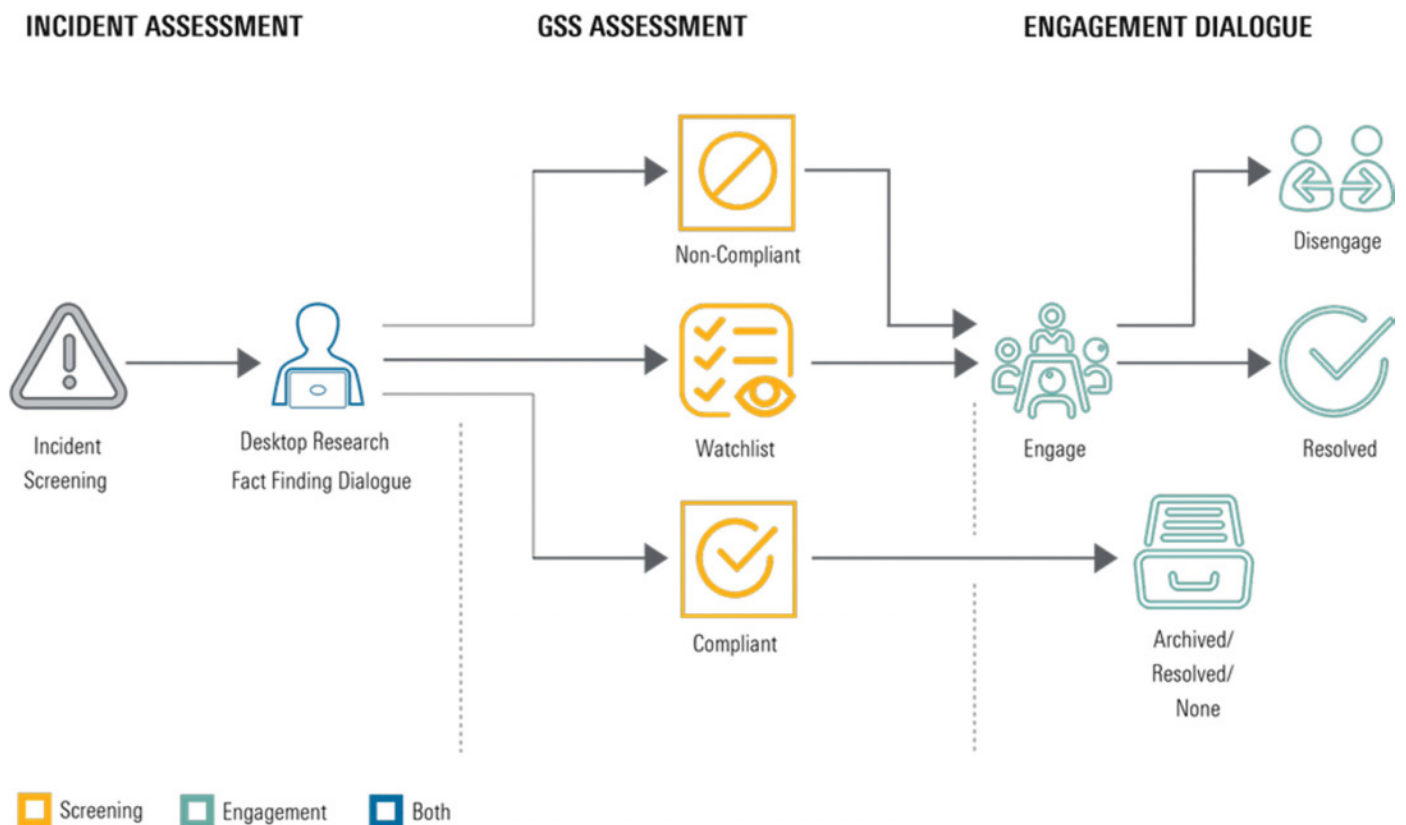 INCIDENT ASSESSMENT
GSS ASSESSMENT
ENGAGEMENT DIALOGUE
Non-Compliant
Disengage
Incident
Screening
Desktop Research
Fact Finding Dialogue
Watchlist
Engage
Resolved
Compliant
Archived/
Resolved/
None
Screening
Engagement
Both